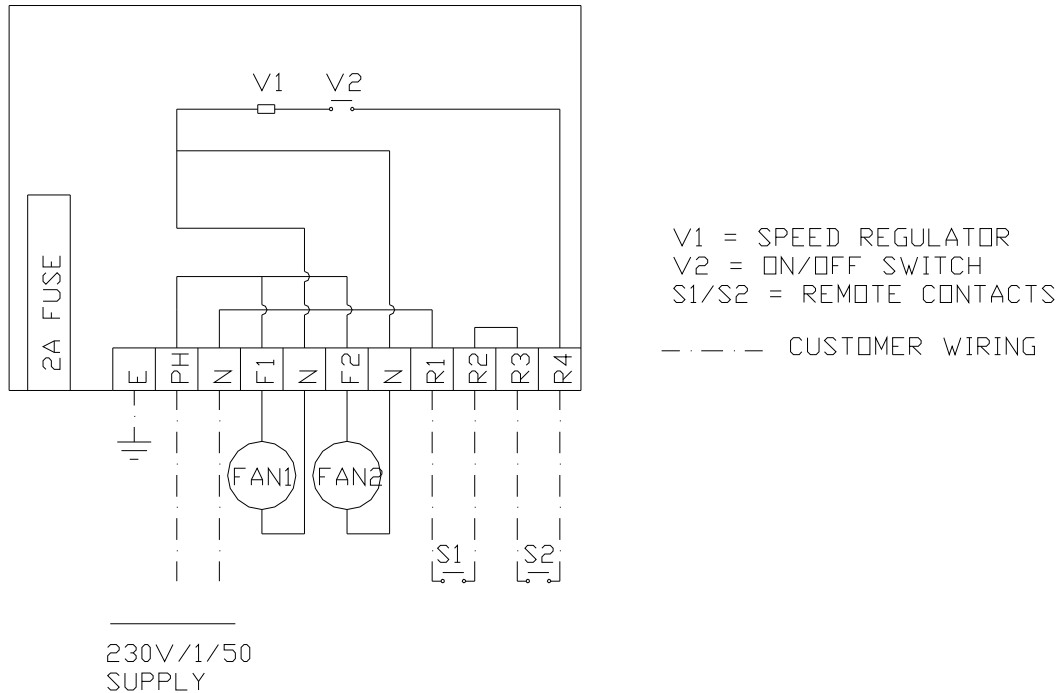 V1 V2
V1 = SPEED REGULATOR
V2 = ON/OFF SWITCH
S1/S2 = REMOTE CONTACTS
CUSTOMER WIRING
2A FUSE
E PH N F1 N F2 N R1 R2 R3 R4
FAN1 FAN2
S1 S2
230V/1/50
SUPPLY